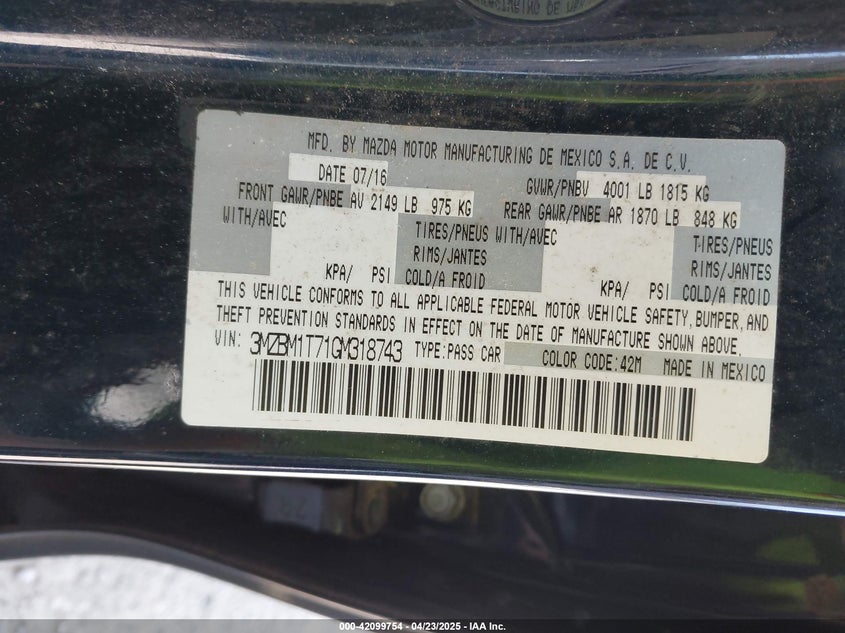 MFD. BY MAZDA MOTOR MANUFACTURING DE MEXICO S.A. DE C.V.
DATE 07/16 GVWR/PNBV 4001 LB 1815 KG
FRONT GAWR/PNBE AV 2149 LB 975 KG REAR GAWR/PNBE AR 1870 LB 848 KG
WITH/AVEC TIRES/PNEUS WITH/AVEC TIRES/PNEUS
RIMS/JANTES RIMS/JANTES
KPA/ PSI COLD/A FROID KPA/ PSI COLD/A FROID
THIS VEHICLE CONFORMS TO ALL APPLICABLE FEDERAL MOTOR VEHICLE SAFETY, BUMPER, AND
THEFT PREVENTION STANDARDS IN EFFECT ON THE DATE OF MANUFACTURE SHOWN ABOVE.
VIN: 3MZBM1T71GM318743 TYPE:PASS CAR COLOR CODE:42M MADE IN MEXICO
000-42099754 - 04/23/2025 - IAA Inc.